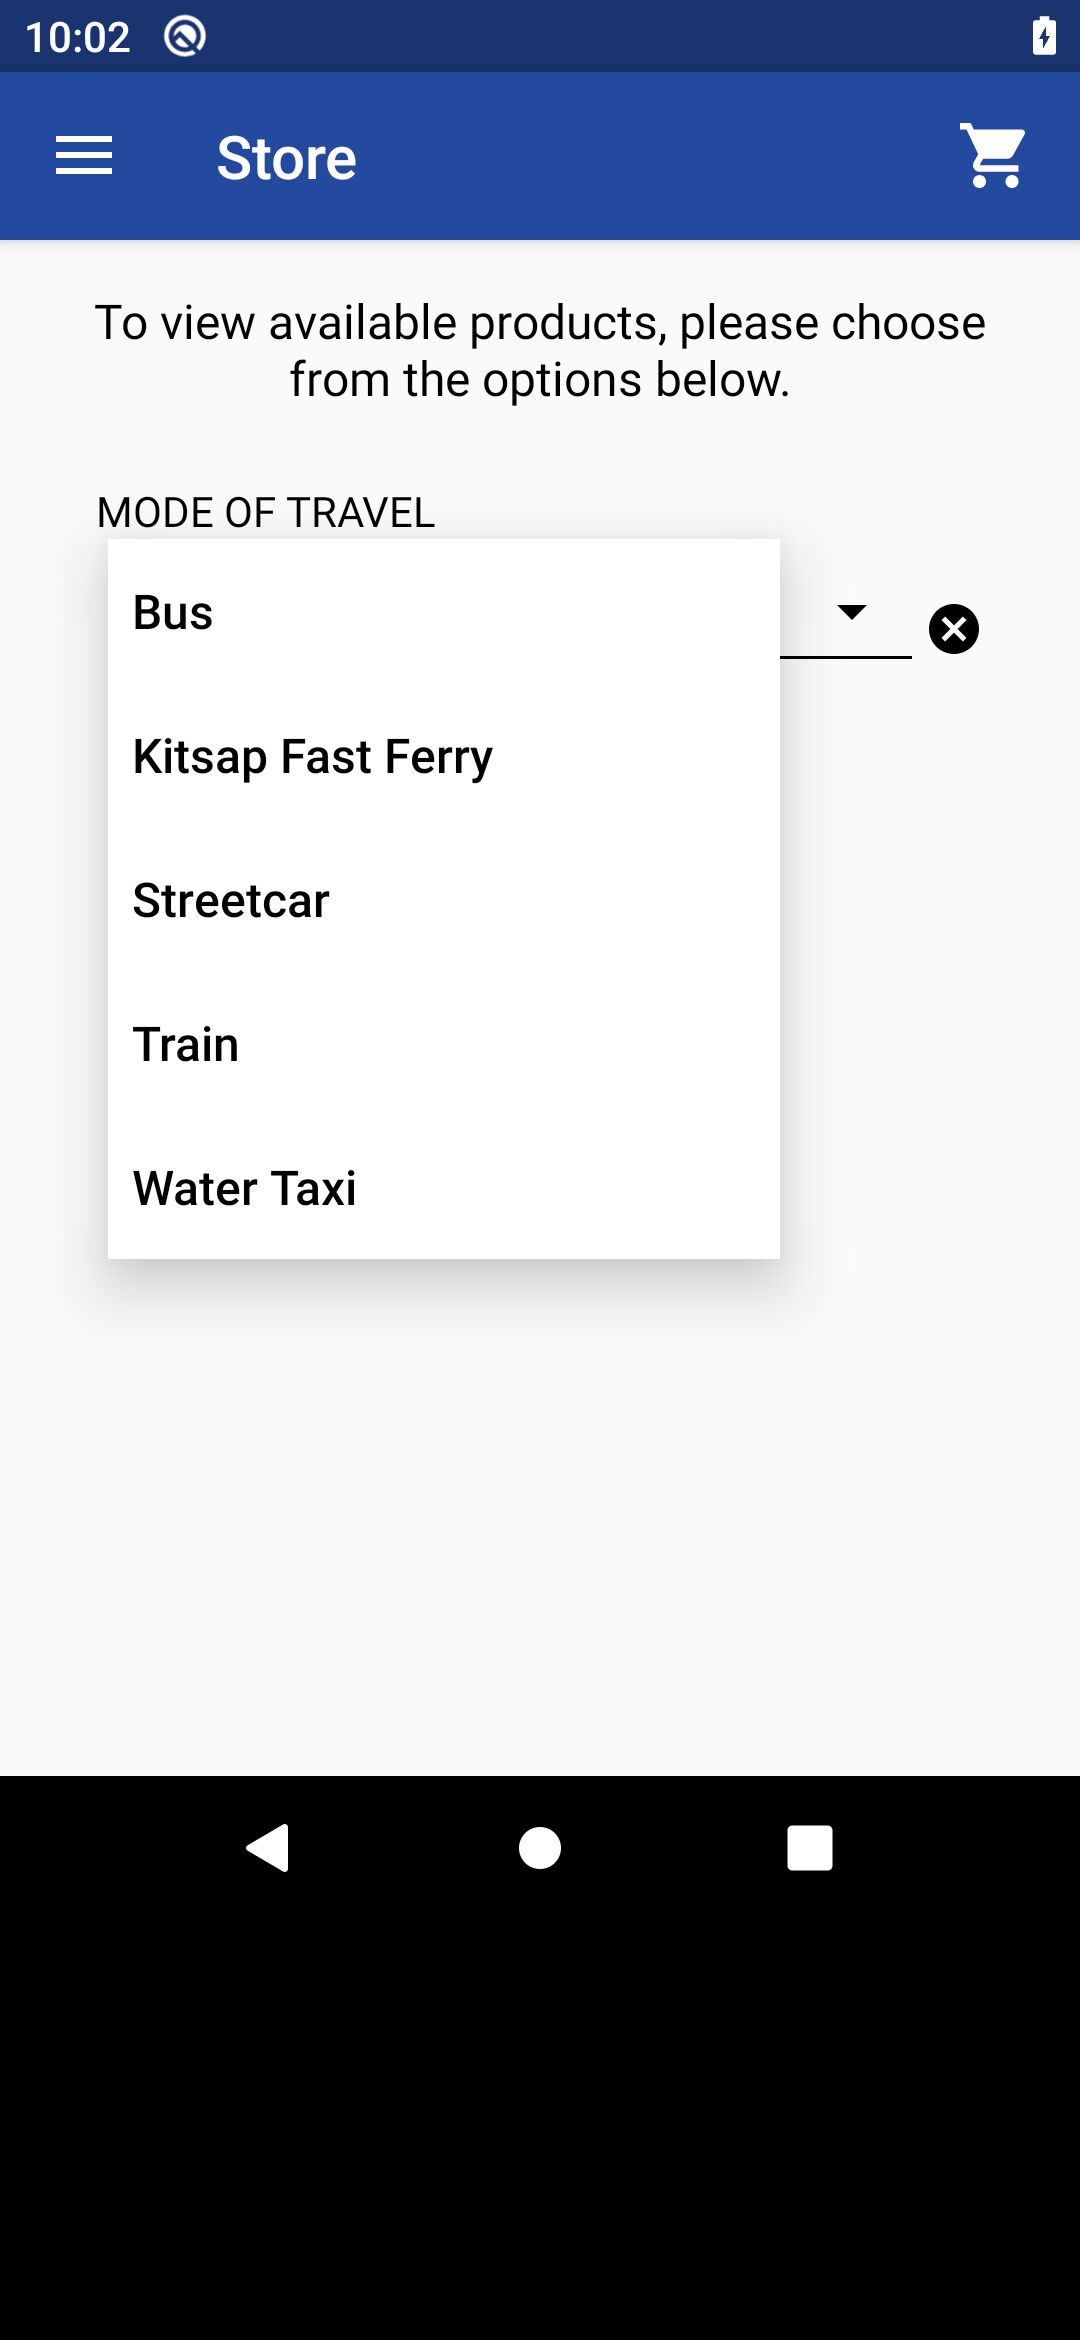 10:02
Store
To view available products, please choose
from the options below.
MODE OF TRAVEL
Bus
Kitsap Fast Ferry
Streetcar
Train
Water Taxi